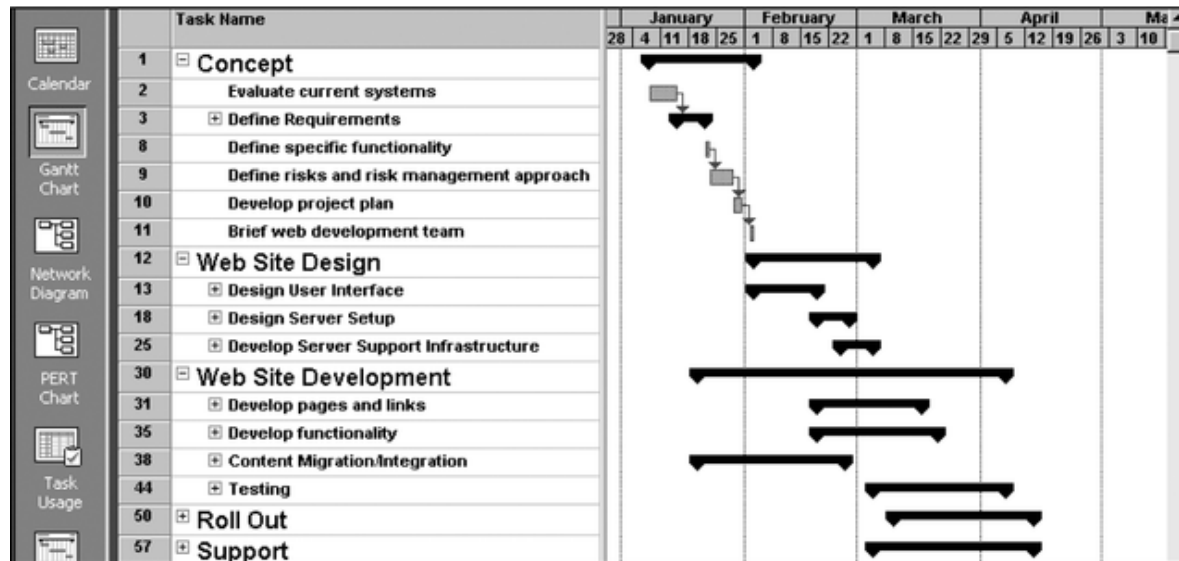 Task Name
January February March April Ma
28 4 11 18 25 1 8 15 22 1 8 15 22 29 5 12 19 26 3 10
Calendar
Gantt
Chart
Network
Diagram
PERT
Chart
Task
Usage
1 Concept
2 Evaluate current systems
3 Define Requirements
8 Define specific functionality
9 Define risks and risk management approach
10 Develop project plan
11 Brief web development team
12 Web Site Design
13 Design User Interface
18 Design Server Setup
25 Develop Server Support Infrastructure
30 Web Site Development
31 Develop pages and links
35 Develop functionality
38 Content Migration/Integration
44 Testing
50 Roll Out
57 Support